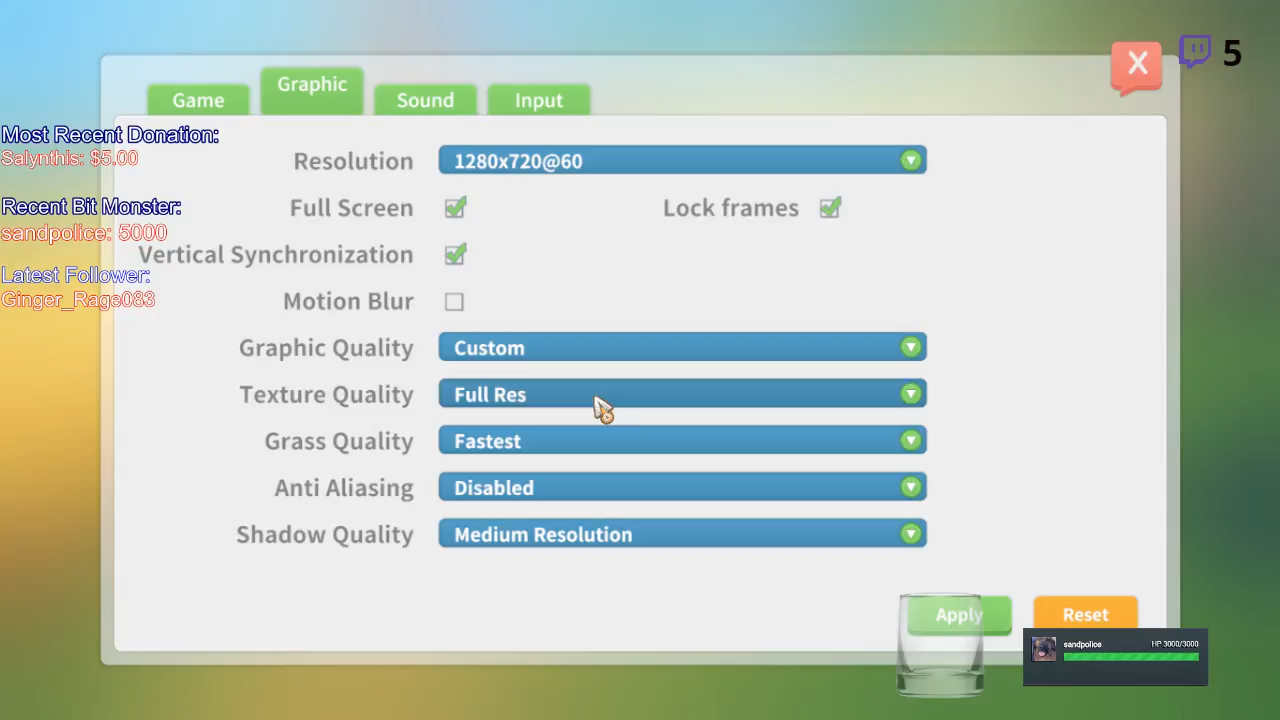 5
Game
Graphic
Sound
Input
Most Recent Donation:
Salynthis: $5.00
Recent Bit Monster:
sandpolice: 5000
Latest Follower:
Ginger_Rage083
Resolution 1280x720@60
Full Screen Lock frames
Vertical Synchronization
Motion Blur
Graphic Quality Custom
Texture Quality Full Res
Grass Quality Fastest
Anti Aliasing Disabled
Shadow Quality Medium Resolution
Apply Reset
sandpolice HP 3000/3000